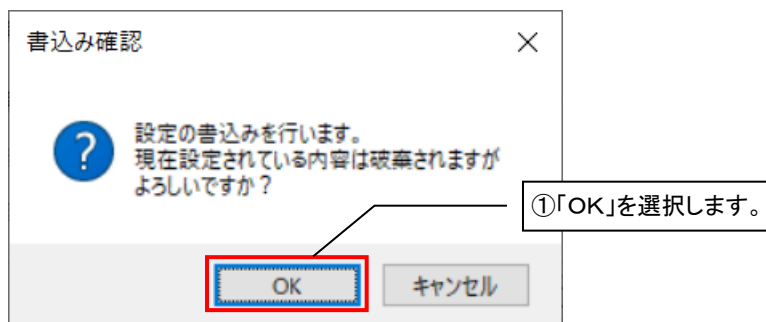 書込み確認
設定の書込みを行います。
現在設定されている内容は破棄されますが
よろしいですか？
①「OK」を選択します。
OK
キャンセル